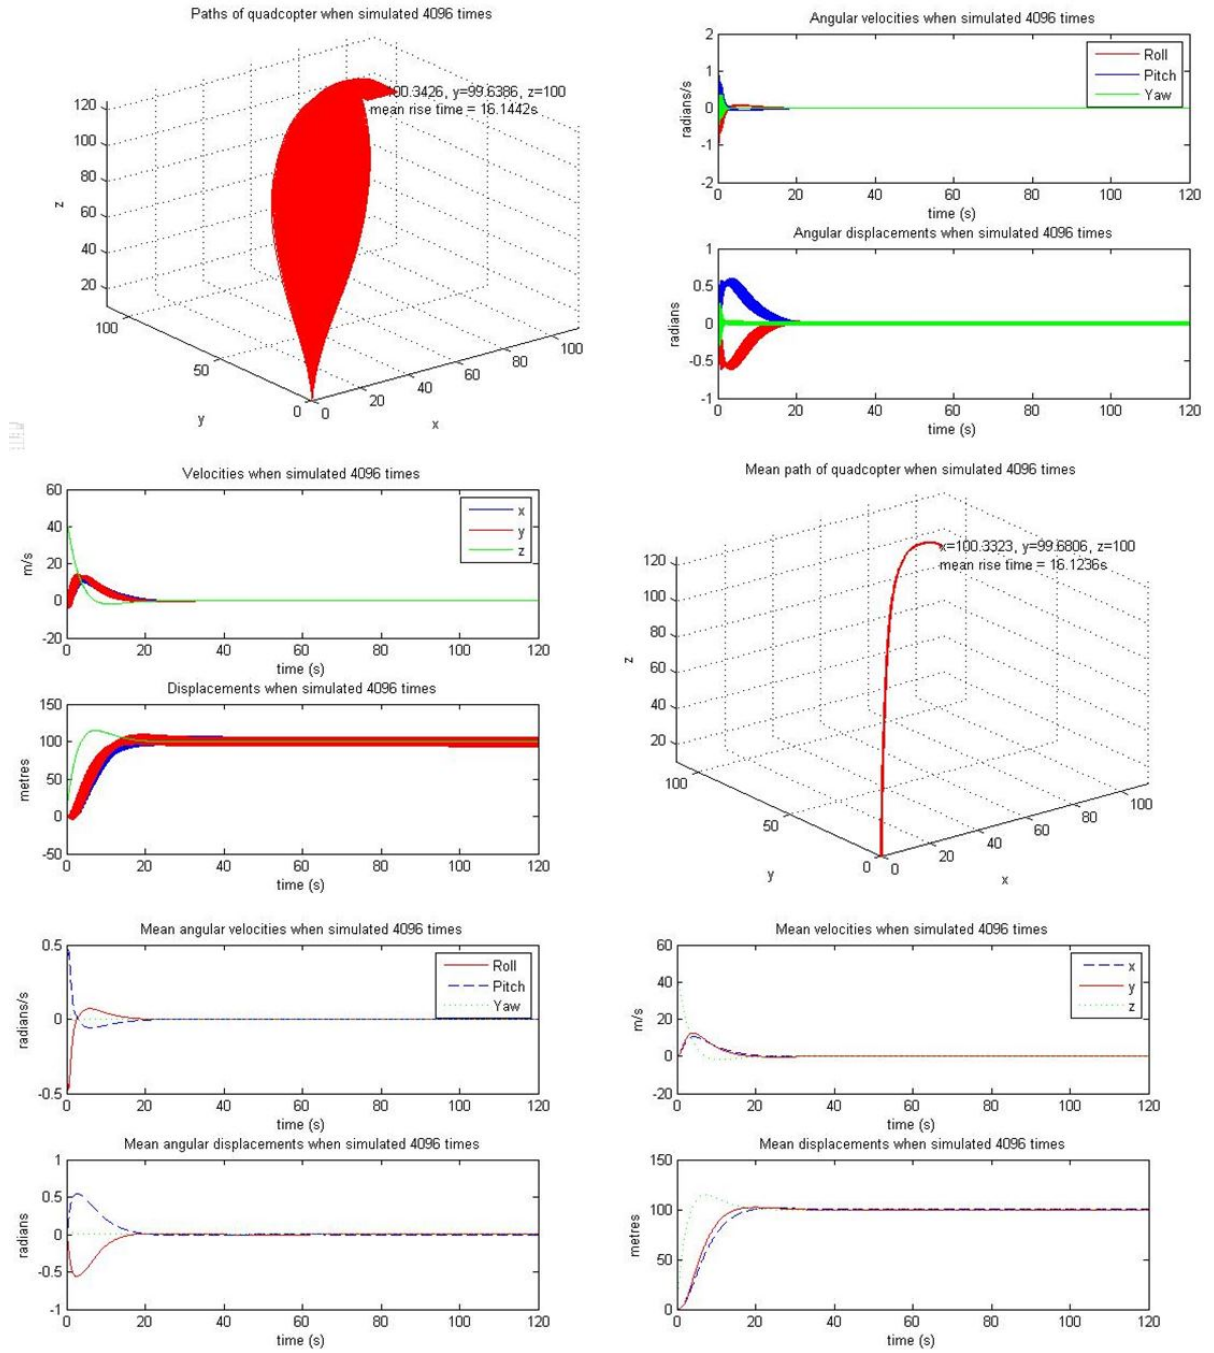 Paths of quadcopter when simulated 4096 times
100.3426, y=99.6386, z=100
mean rise time = 16.1442s
120
100
80
60
40
20
z
100
50
0
y
0
20
40
60
80
100
x
Angular velocities when simulated 4096 times
2
1
0
-1
-2
radians/s
Roll
Pitch
Yaw
0 20 40 60 80 100 120
time (s)
Angular displacements when simulated 4096 times
1
0.5
0
-0.5
-1
radians
0 20 40 60 80 100 120
time (s)
Velocities when simulated 4096 times
60
40
20
0
-20
m/s
x
y
z
0 20 40 60 80 100 120
time (s)
Displacements when simulated 4096 times
150
100
50
0
-50
metres
0 20 40 60 80 100 120
time (s)
Mean path of quadcopter when simulated 4096 times
x=100.3323, y=99.6806, z=100
mean rise time = 16.1236s
120
100
80
60
40
20
z
100
50
0
y
0
20
40
60
80
100
x
Mean angular velocities when simulated 4096 times
0.5
0
-0.5
radians/s
Roll
Pitch
Yaw
0 20 40 60 80 100 120
time (s)
Mean angular displacements when simulated 4096 times
1
0.5
0
-0.5
-1
radians
0 20 40 60 80 100 120
time (s)
Mean velocities when simulated 4096 times
60
40
20
0
-20
m/s
x
y
z
0 20 40 60 80 100 120
time (s)
Mean displacements when simulated 4096 times
150
100
50
0
metres
0 20 40 60 80 100 120
time (s)